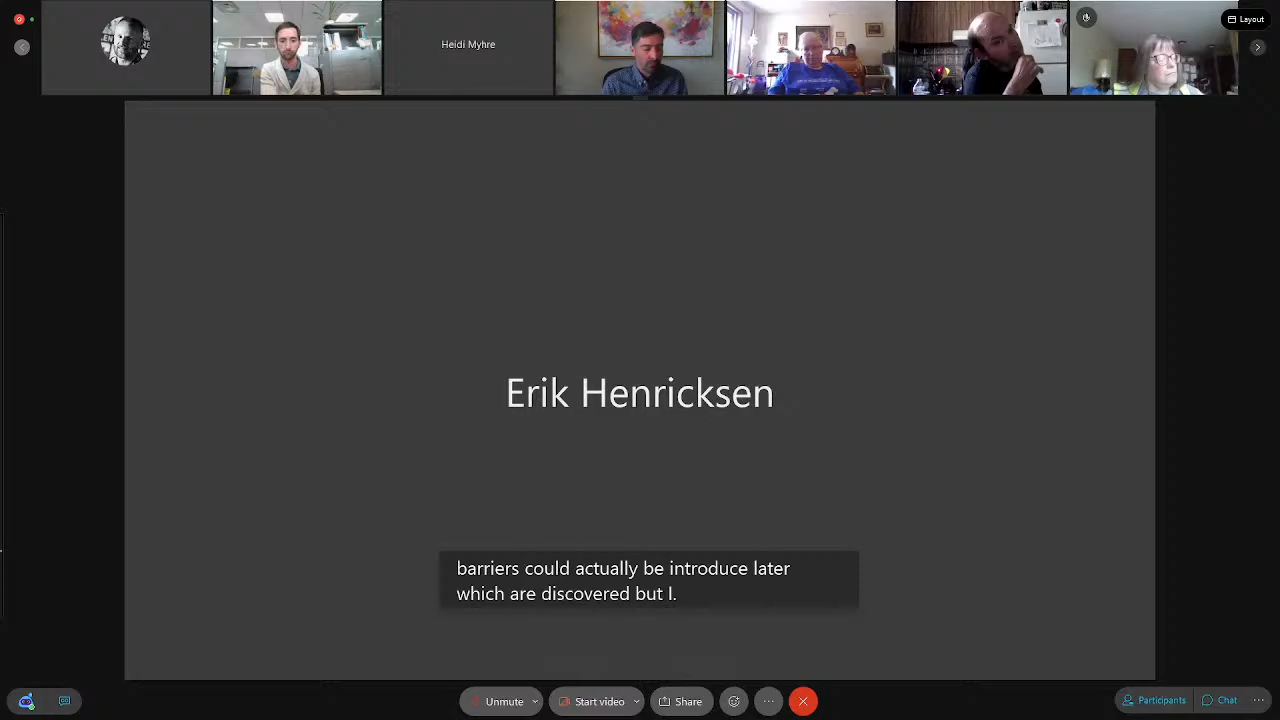 Heidi Myhre
Layout
Erik Henricksen
barriers could actually be introduce later
which are discovered but I.
Unmute
Start video
Share
Participants
Chat